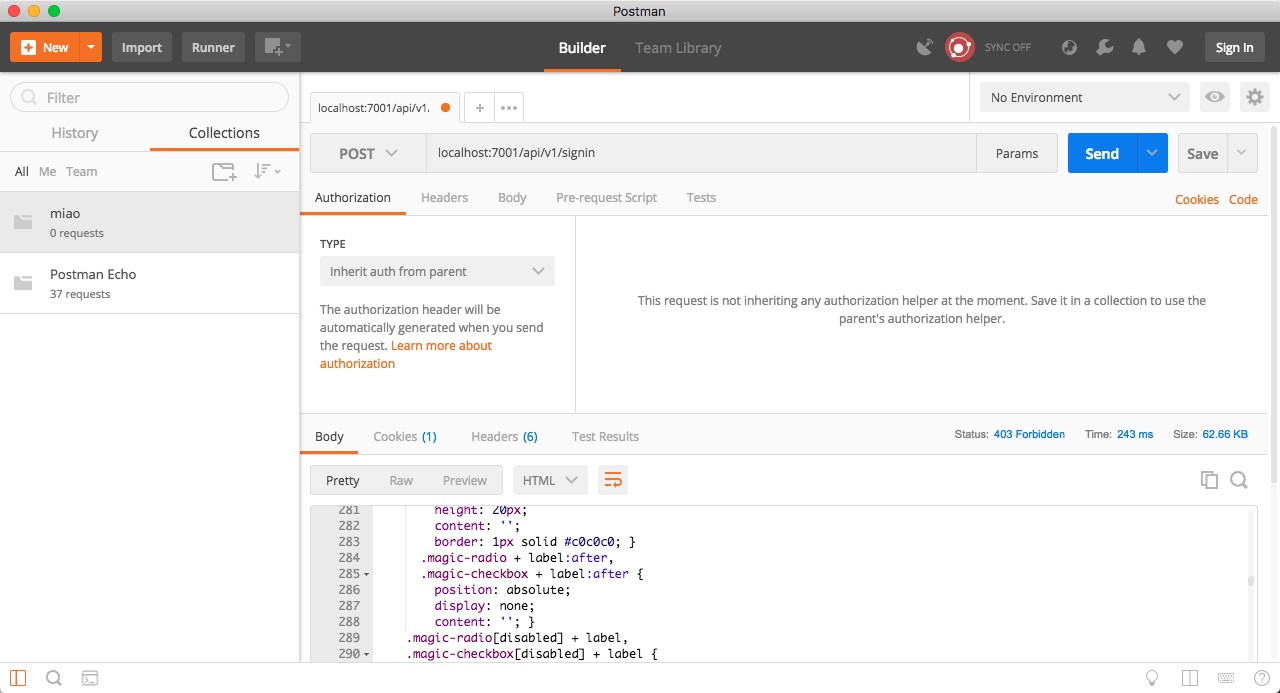 Postman
New
Import
Runner
Builder
Team Library
SYNC OFF
Sign In
Filter
History
Collections
All Me Team
miao
0 requests
Postman Echo
37 requests
localhost:7001/api/v1.
No Environment
POST
localhost:7001/api/v1/signin
Params
Send
Save
Authorization
Headers
Body
Pre-request Script
Tests
Cookies
Code
TYPE
Inherit auth from parent
The authorization header will be
automatically generated when you send
the request. Learn more about
authorization
This request is not inheriting any authorization helper at the moment. Save it in a collection to use the
parent's authorization helper.
Body
Cookies (1)
Headers (6)
Test Results
Status: 403 Forbidden
Time: 243 ms
Size: 62.66 KB
Pretty
Raw
Preview
HTML
281 height: 20px;
282 content: '';
283 border: 1px solid #c0c0c0; }
284 .magic-radio + label:after,
285 .magic-checkbox + label:after {
286 position: absolute;
287 display: none;
288 content: ''; }
289 .magic-radio[disabled] + label,
290 .magic-checkbox[disabled] + label {